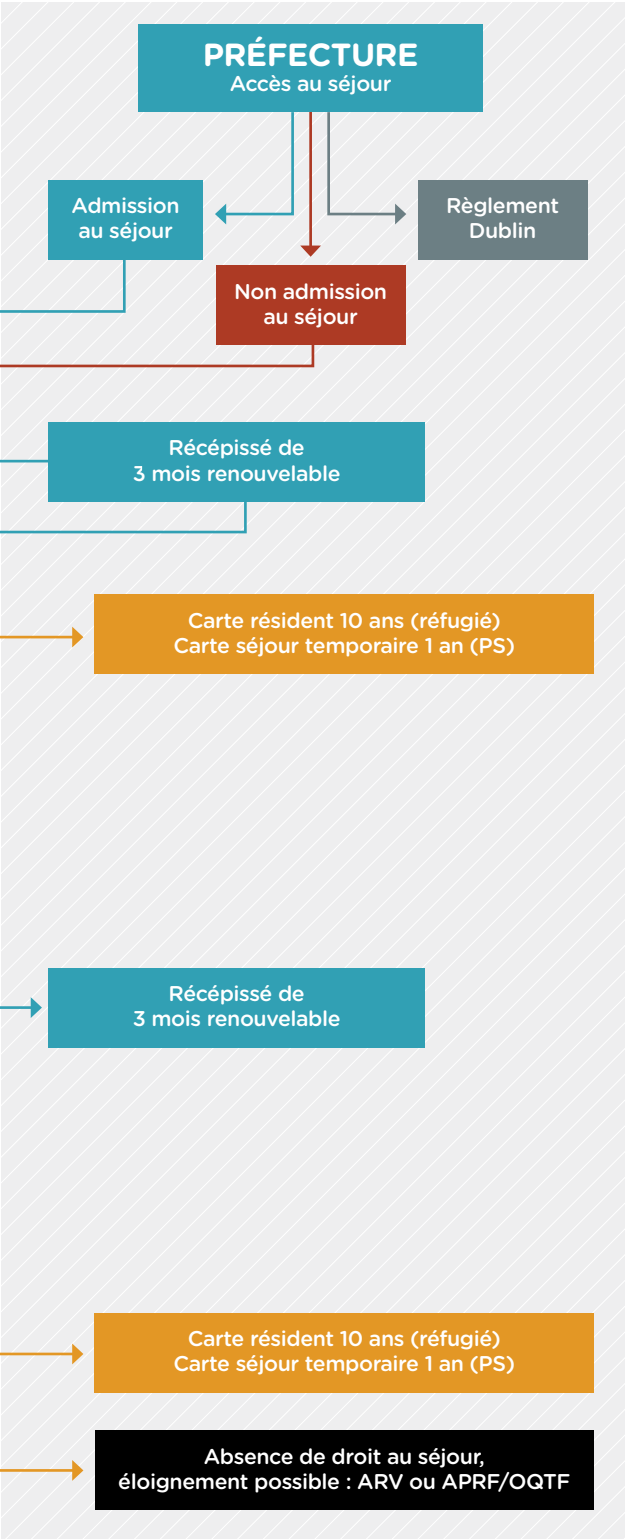 PRÉFECTURE
Accès au séjour
Admission
au séjour
Règlement
Dublin
Non admission
au séjour
Récépissé de
3 mois renouvelable
Carte résident 10 ans (réfugié)
Carte séjour temporaire 1 an (PS)
Récépissé de
3 mois renouvelable
Carte résident 10 ans (réfugié)
Carte séjour temporaire 1 an (PS)
Absence de droit au séjour,
éloignement possible : ARV ou APRF/OQTF